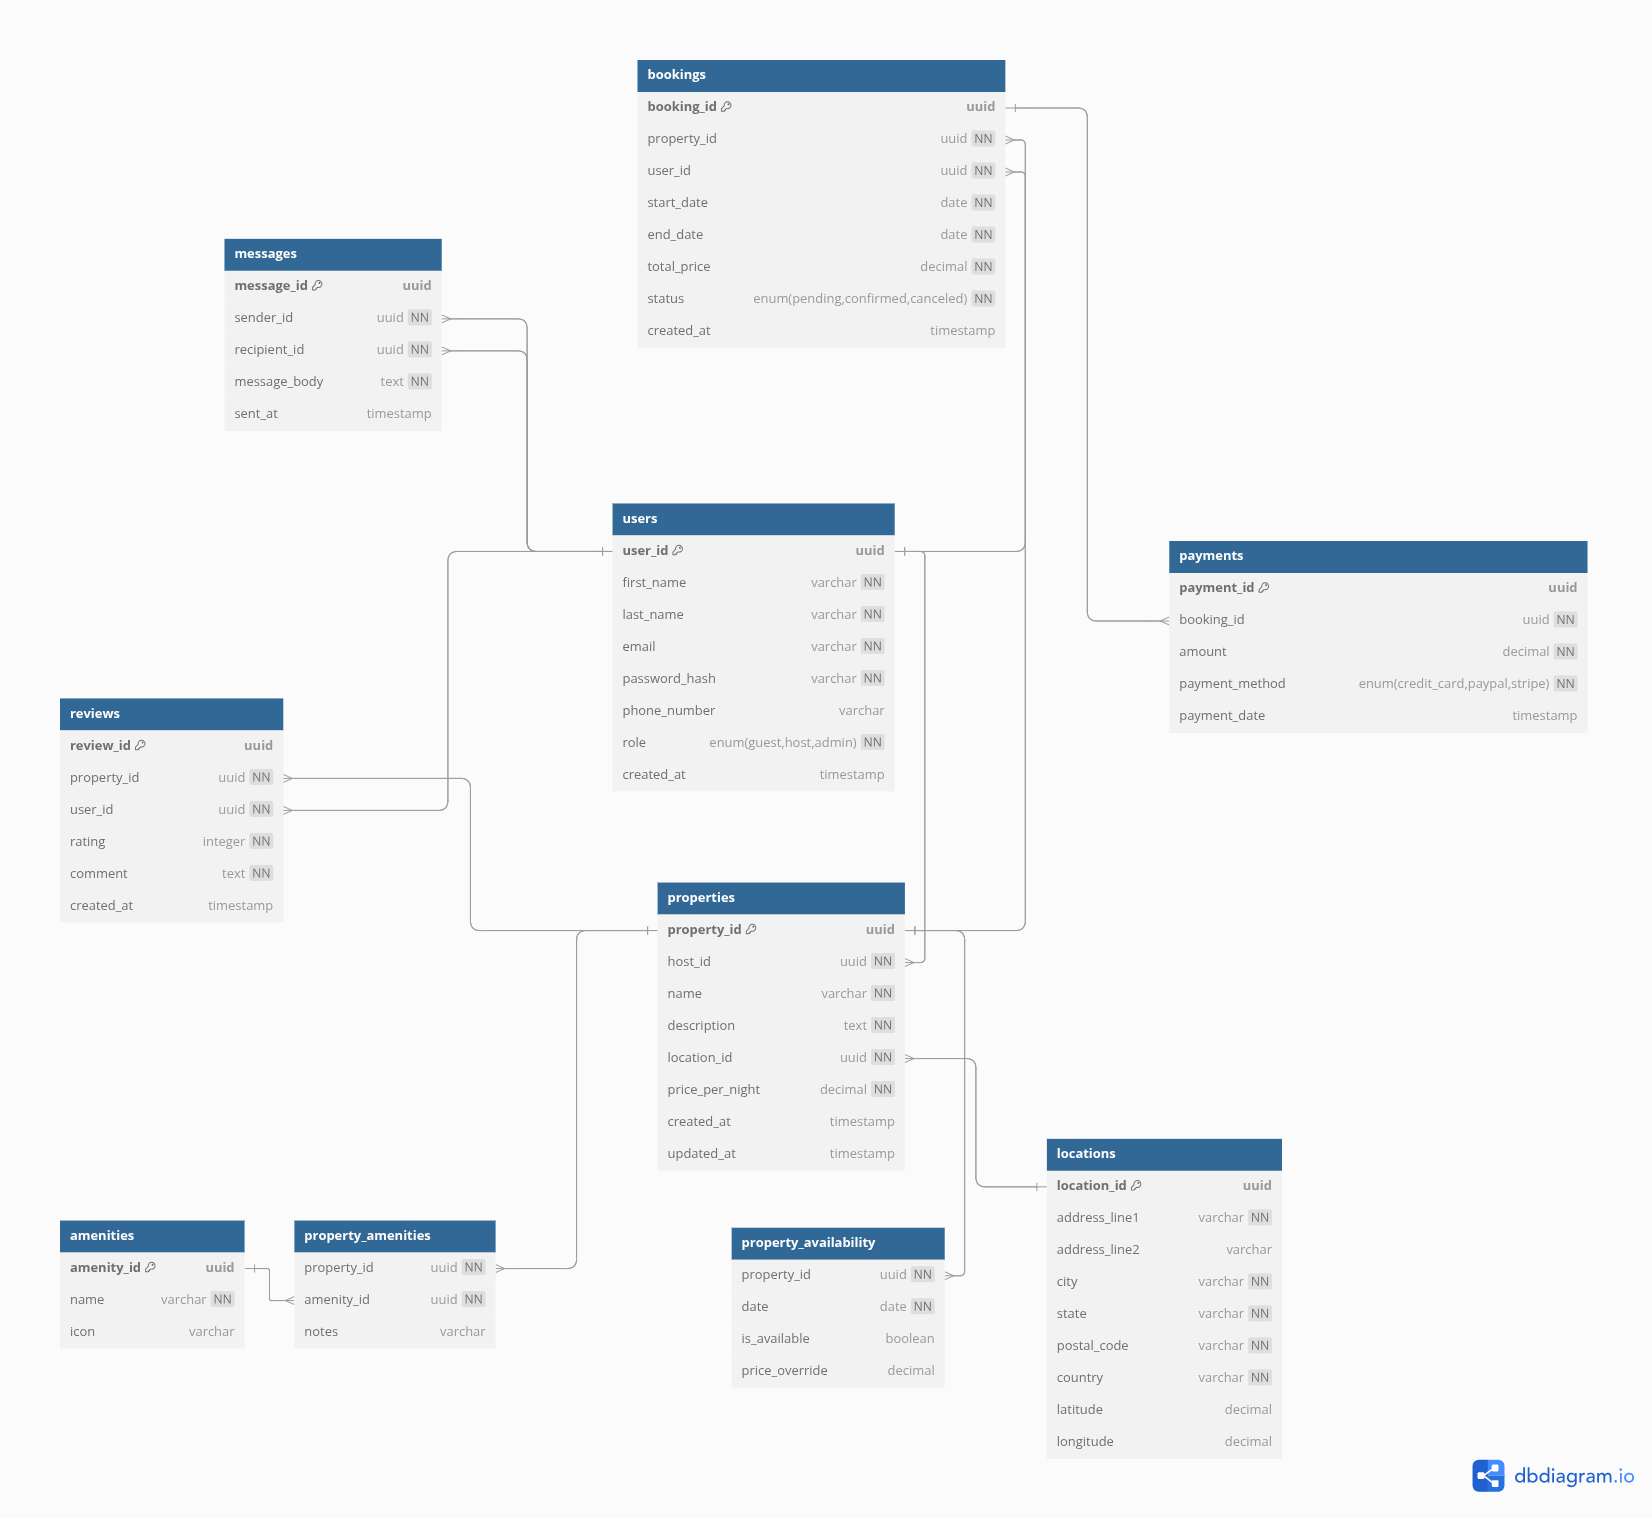 bookings
booking_id uuid
property_id uuid NN
user_id uuid NN
start_date date NN
end_date date NN
total_price decimal NN
status enum(pending,confirmed,canceled) NN
created_at timestamp
messages
message_id uuid
sender_id uuid NN
recipient_id uuid NN
message_body text NN
sent_at timestamp
users
user_id uuid
first_name varchar NN
last_name varchar NN
email varchar NN
password_hash varchar NN
phone_number varchar
role enum(guest,host,admin) NN
created_at timestamp
payments
payment_id uuid
booking_id uuid NN
amount decimal NN
payment_method enum(credit_card,paypal,stripe) NN
payment_date timestamp
reviews
review_id uuid
property_id uuid NN
user_id uuid NN
rating integer NN
comment text NN
created_at timestamp
properties
property_id uuid
host_id uuid NN
name varchar NN
description text NN
location_id uuid NN
price_per_night decimal NN
created_at timestamp
updated_at timestamp
locations
location_id uuid
address_line1 varchar NN
address_line2 varchar
city varchar NN
state varchar NN
postal_code varchar NN
country varchar NN
latitude decimal
longitude decimal
amenities
amenity_id uuid
name varchar NN
icon varchar
property_amenities
property_id uuid NN
amenity_id uuid NN
notes varchar
property_availability
property_id uuid NN
date date NN
is_available boolean
price_override decimal
dbdiagram.io